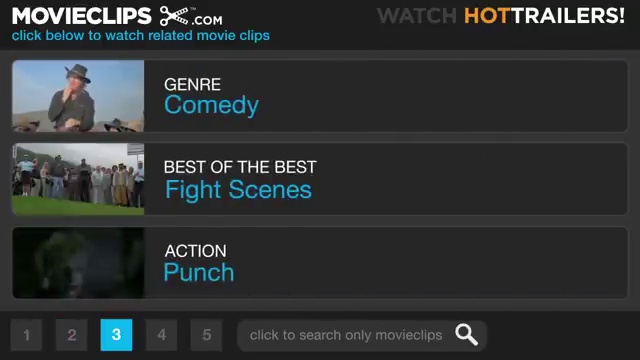 MOVIECLIPS™.COM
WATCH HOTTRAILERS!
click below to watch related movie clips
GENRE
Comedy
BEST OF THE BEST
Fight Scenes
ACTION
Punch
1 2 3 4 5 click to search only movieclips